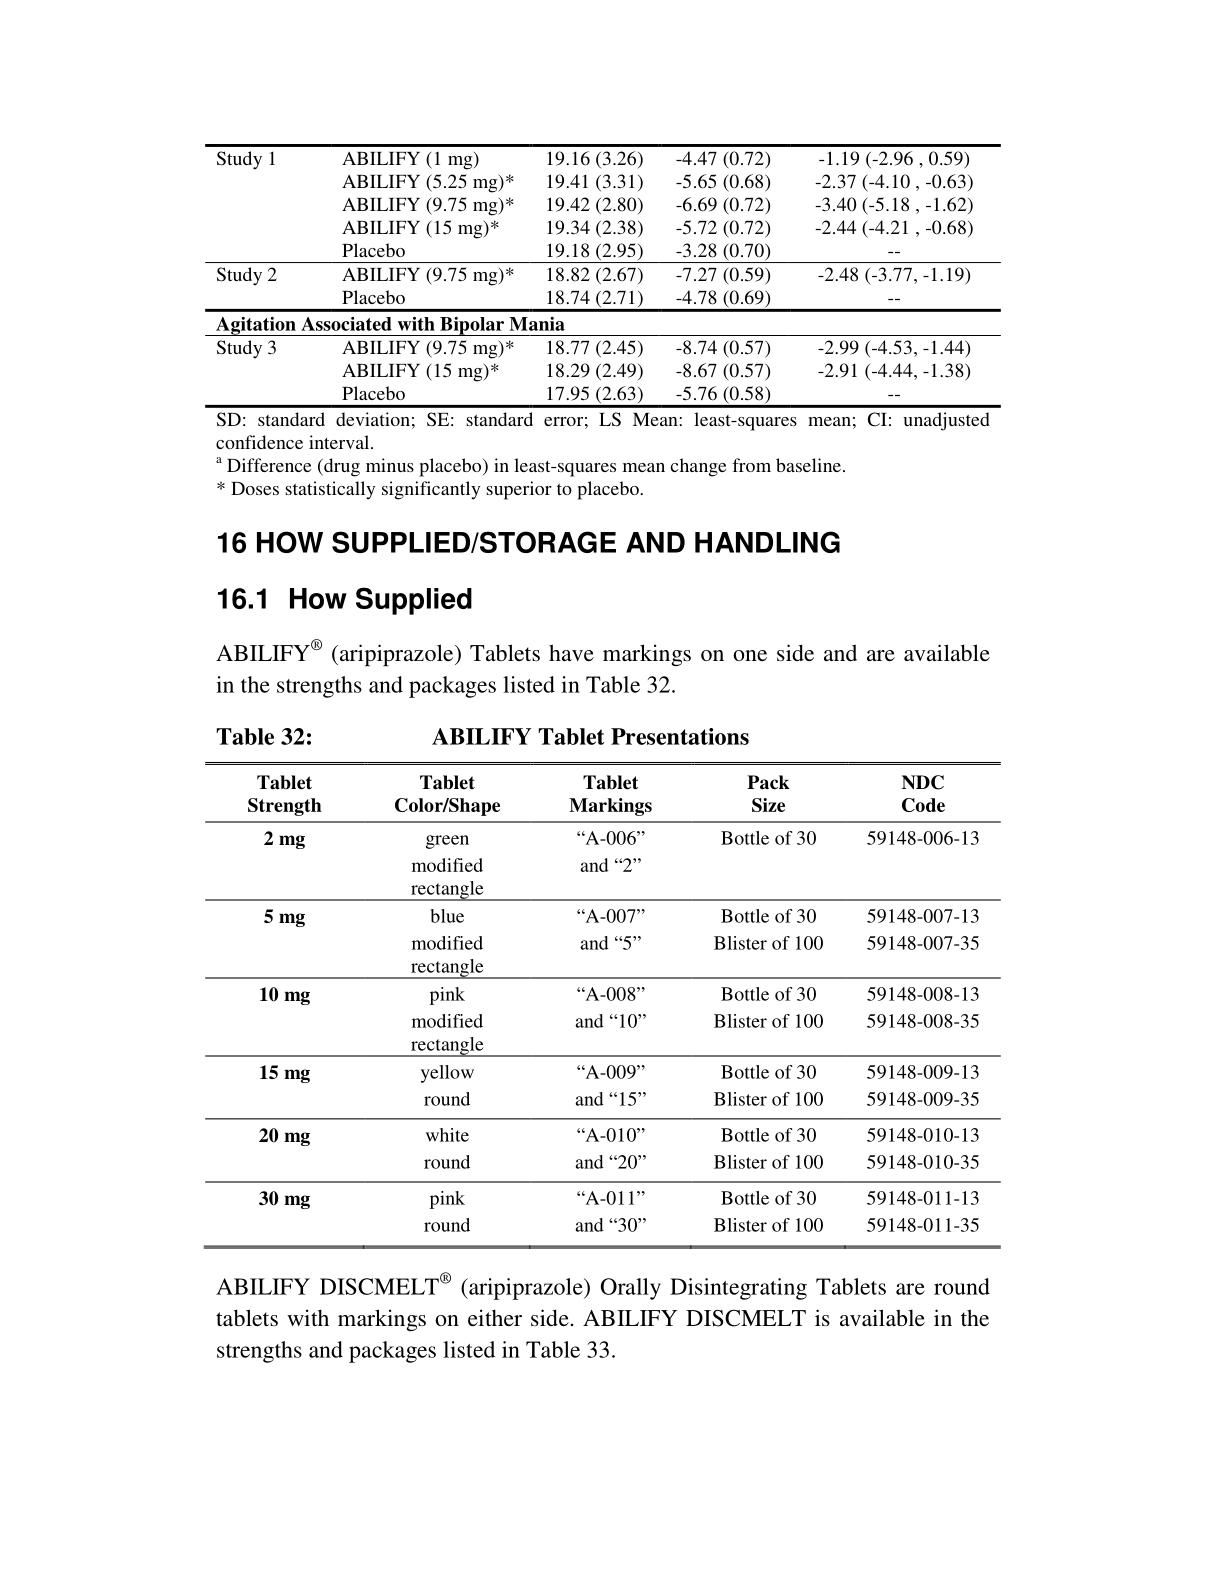 Study 1 ABILIFY (1 mg) 19.16 (3.26) -4.47 (0.72) -1.19 (-2.96 , 0.59)
ABILIFY (5.25 mg)* 19.41 (3.31) -5.65 (0.68) -2.37 (-4.10 , -0.63)
ABILIFY (9.75 mg)* 19.42 (2.80) -6.69 (0.72) -3.40 (-5.18 , -1.62)
ABILIFY (15 mg)* 19.34 (2.38) -5.72 (0.72) -2.44 (-4.21 , -0.68)
Placebo 19.18 (2.95) -3.28 (0.70) --
Study 2 ABILIFY (9.75 mg)* 18.82 (2.67) -7.27 (0.59) -2.48 (-3.77, -1.19)
Placebo 18.74 (2.71) -4.78 (0.69) --
Agitation Associated with Bipolar Mania
Study 3 ABILIFY (9.75 mg)* 18.77 (2.45) -8.74 (0.57) -2.99 (-4.53, -1.44)
ABILIFY (15 mg)* 18.29 (2.49) -8.67 (0.57) -2.91 (-4.44, -1.38)
Placebo 17.95 (2.63) -5.76 (0.58) --
SD: standard deviation; SE: standard error; LS Mean: least-squares mean; CI: unadjusted
confidence interval.
a Difference (drug minus placebo) in least-squares mean change from baseline.
* Doses statistically significantly superior to placebo.
16 HOW SUPPLIED/STORAGE AND HANDLING
16.1 How Supplied
ABILIFY® (aripiprazole) Tablets have markings on one side and are available
in the strengths and packages listed in Table 32.
Table 32: ABILIFY Tablet Presentations
Tablet Tablet Tablet Pack NDC
Strength Color/Shape Markings Size Code
2 mg green “A-006” Bottle of 30 59148-006-13
modified and “2”
rectangle
5 mg blue “A-007” Bottle of 30 59148-007-13
modified and “5” Blister of 100 59148-007-35
rectangle
10 mg pink “A-008” Bottle of 30 59148-008-13
modified and “10” Blister of 100 59148-008-35
rectangle
15 mg yellow “A-009” Bottle of 30 59148-009-13
round and “15” Blister of 100 59148-009-35
20 mg white “A-010” Bottle of 30 59148-010-13
round and “20” Blister of 100 59148-010-35
30 mg pink “A-011” Bottle of 30 59148-011-13
round and “30” Blister of 100 59148-011-35
ABILIFY DISCMELT® (aripiprazole) Orally Disintegrating Tablets are round
tablets with markings on either side. ABILIFY DISCMELT is available in the
strengths and packages listed in Table 33.